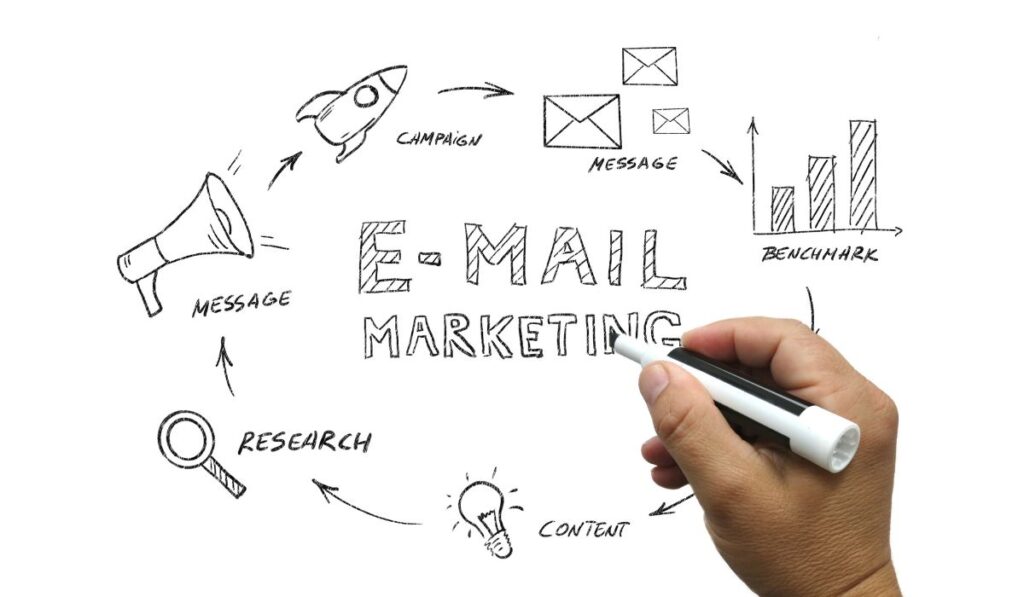 CAMPAIGN
MESSAGE
BENCHMARK
E-MAIL
MARKETING
MESSAGE
RESEARCH
CONTENT